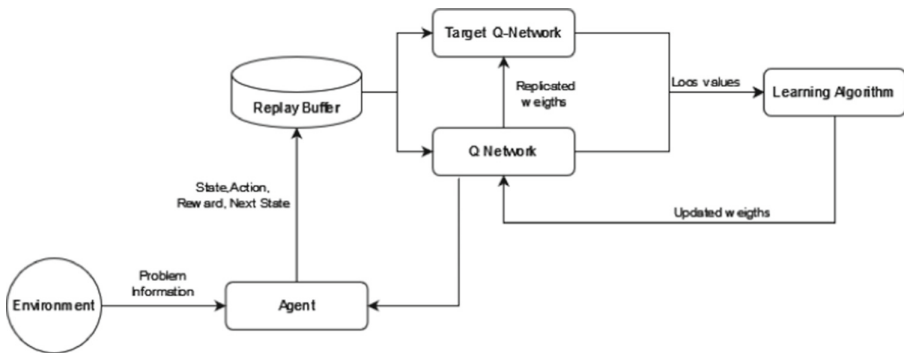 Target Q-Network
Replay Buffer
Replicated
weigths
Loos values
Learning Algorithm
Q Network
State,Action,
Reward, Next State
Updated weigths
Problem
Information
Environment
Agent